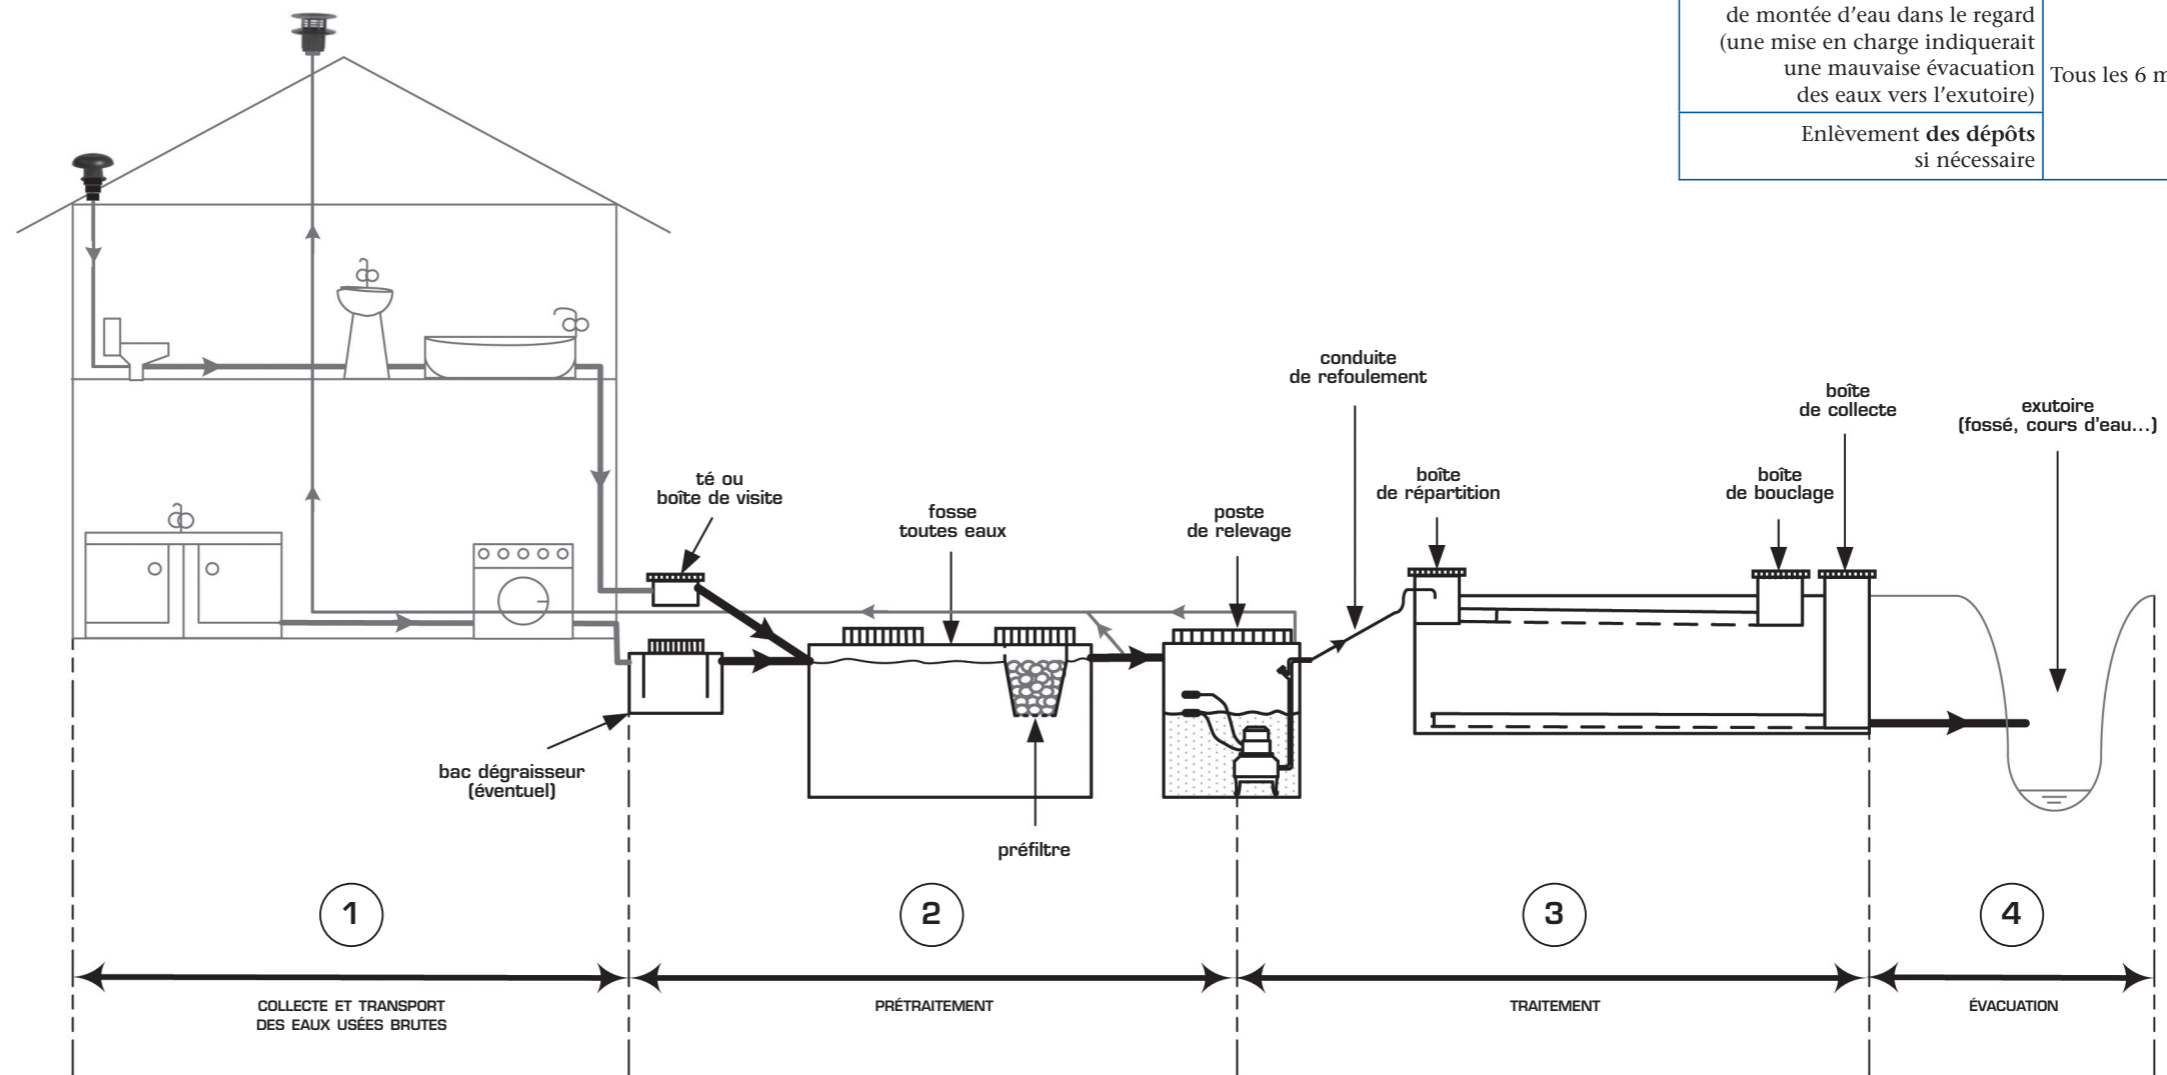 de montée d'eau dans le regard
(une mise en charge indiquerait
une mauvaise évacuation
des eaux vers l'exutoire)
Tous les 6 m
Enlèvement des dépôts
si nécessaire
conduite
de refoulement
boîte
de collecte
exutoire
(fossé, cours d'eau...)
té ou
boîte de visite
fosse
toutes eaux
poste
de relevage
boîte
de répartition
boîte
de bouclage
bac dégraisseur
(éventuel)
préfiltre
1
2
3
4
COLLECTE ET TRANSPORT
DES EAUX USÉES BRUTES
PRÉTRAITEMENT
TRAITEMENT
ÉVACUATION